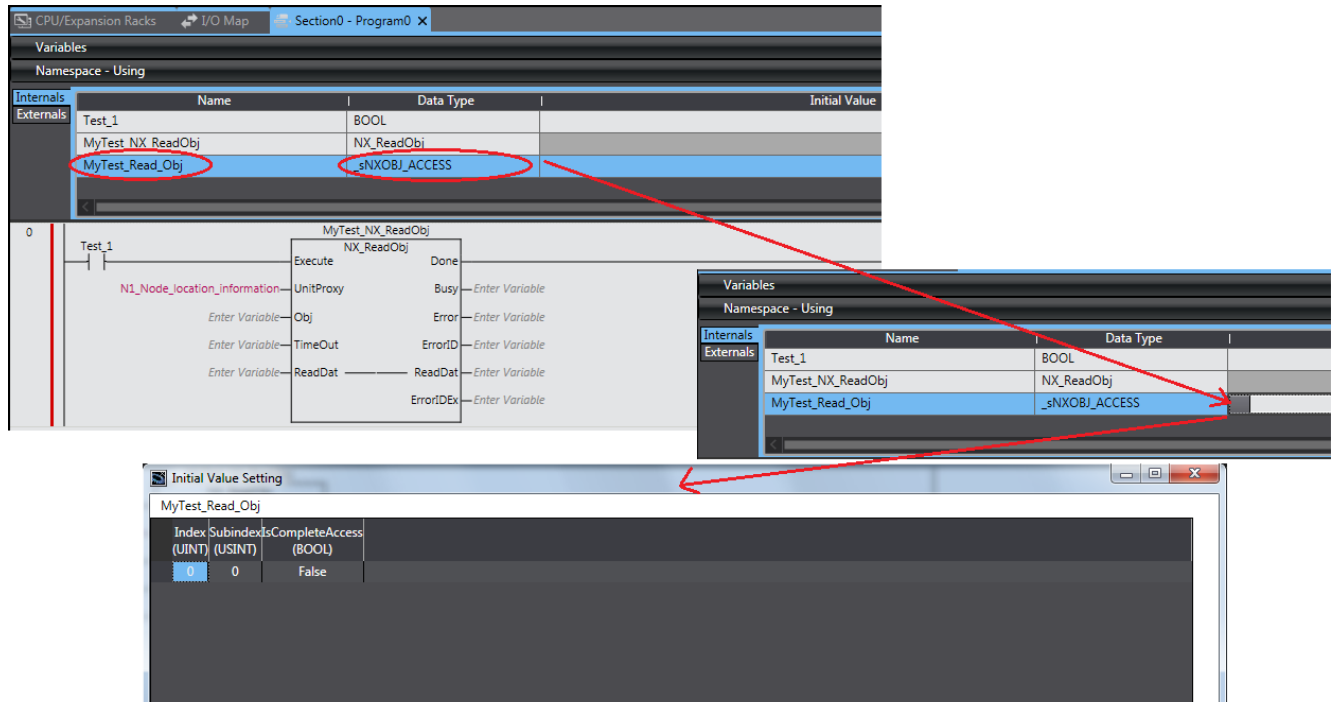 CPU/Expansion Racks I/O Map Section0 - Program0 X
Variables
Namespace - Using
Internals Name Data Type Initial Value
Externals Test_1 BOOL
MyTest_NX_ReadObj NX_ReadObj
MyTest_Read_Obj _sNXOBJ_ACCESS
0 MyTest_NX_ReadObj
Test_1 NX_ReadObj
Execute Done
N1_Node_location_information UnitProxy Busy Enter Variable
Enter Variable Obj Error Enter Variable
Enter Variable TimeOut ErrorID Enter Variable
Enter Variable ReadDat ReadDat Enter Variable
ErrorIDEx Enter Variable
Variables
Namespace - Using
Internals Name Data Type
Externals Test_1 BOOL
MyTest_NX_ReadObj NX_ReadObj
MyTest_Read_Obj _sNXOBJ_ACCESS
Initial Value Setting
MyTest_Read_Obj
Index Subindex IsCompleteAccess
(UINT) (USINT) (BOOL)
0 0 False